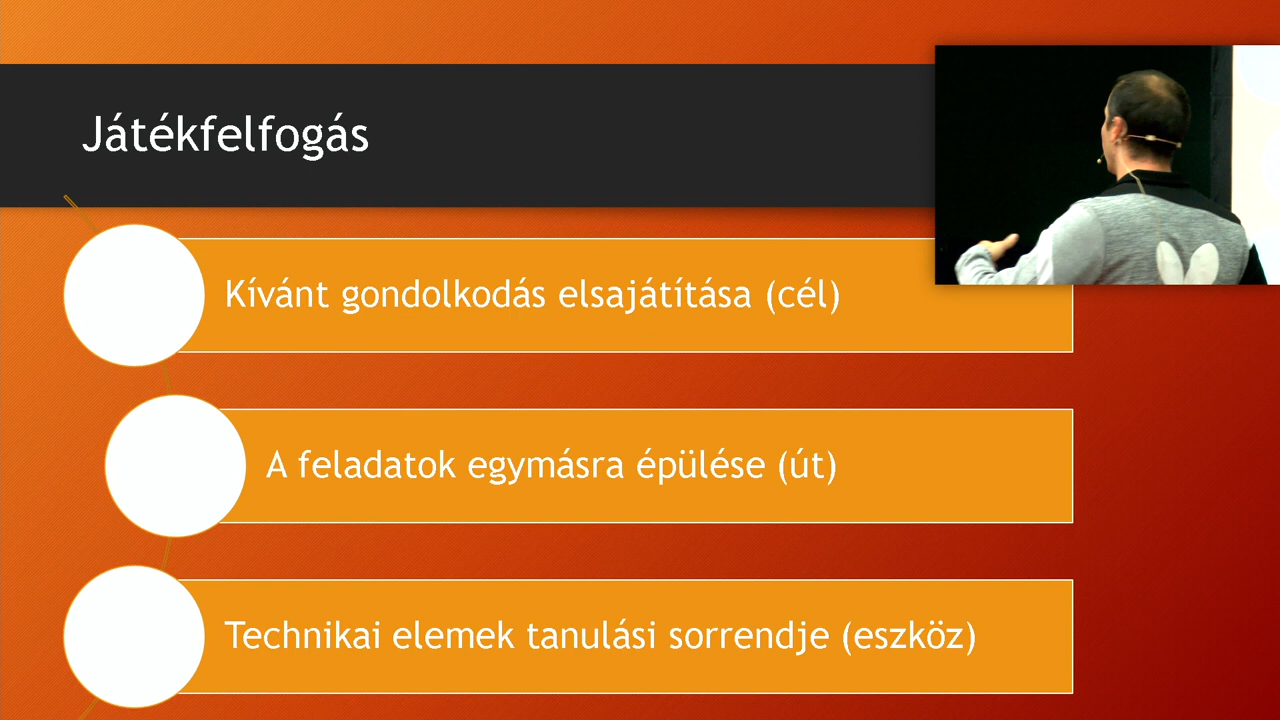 Játékfelfogás
Kívánt gondolkodás elsajátítása (cél)
A feladatok egymásra épülése (út)
Technikai elemek tanulási sorrendje (eszköz)